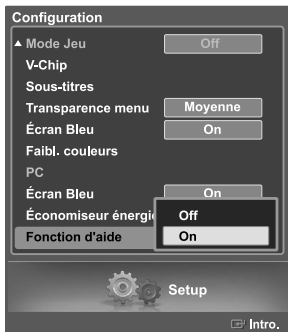 Configuration
▲ Mode Jeu Off
V-Chip
Sous-titres
Transparence menu Moyenne
Écran Bleu On
Faibl. couleurs
PC
Écran Bleu On
Économiseur énergi Off
Fonction d'aide On
Setup
Intro.